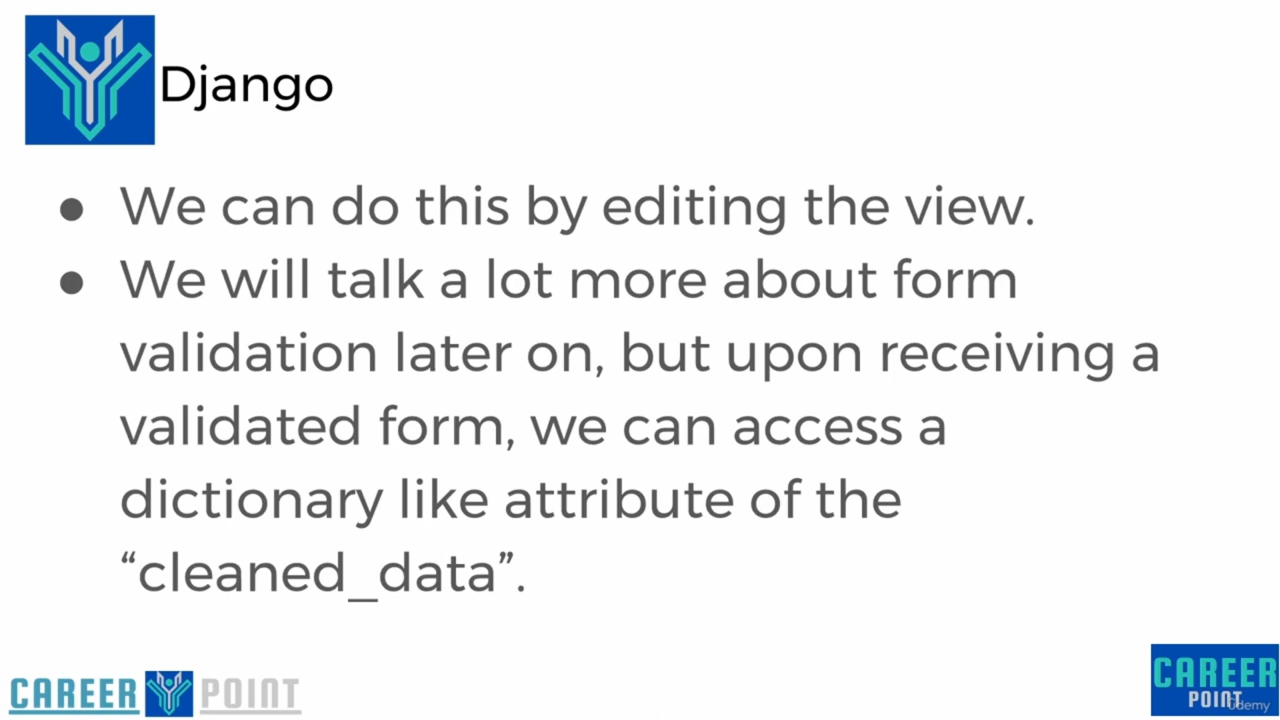 Django
● We can do this by editing the view.
● We will talk a lot more about form
validation later on, but upon receiving a
validated form, we can access a
dictionary like attribute of the
“cleaned_data”.
CAREER POINT
CAREER
POINT
Udemy